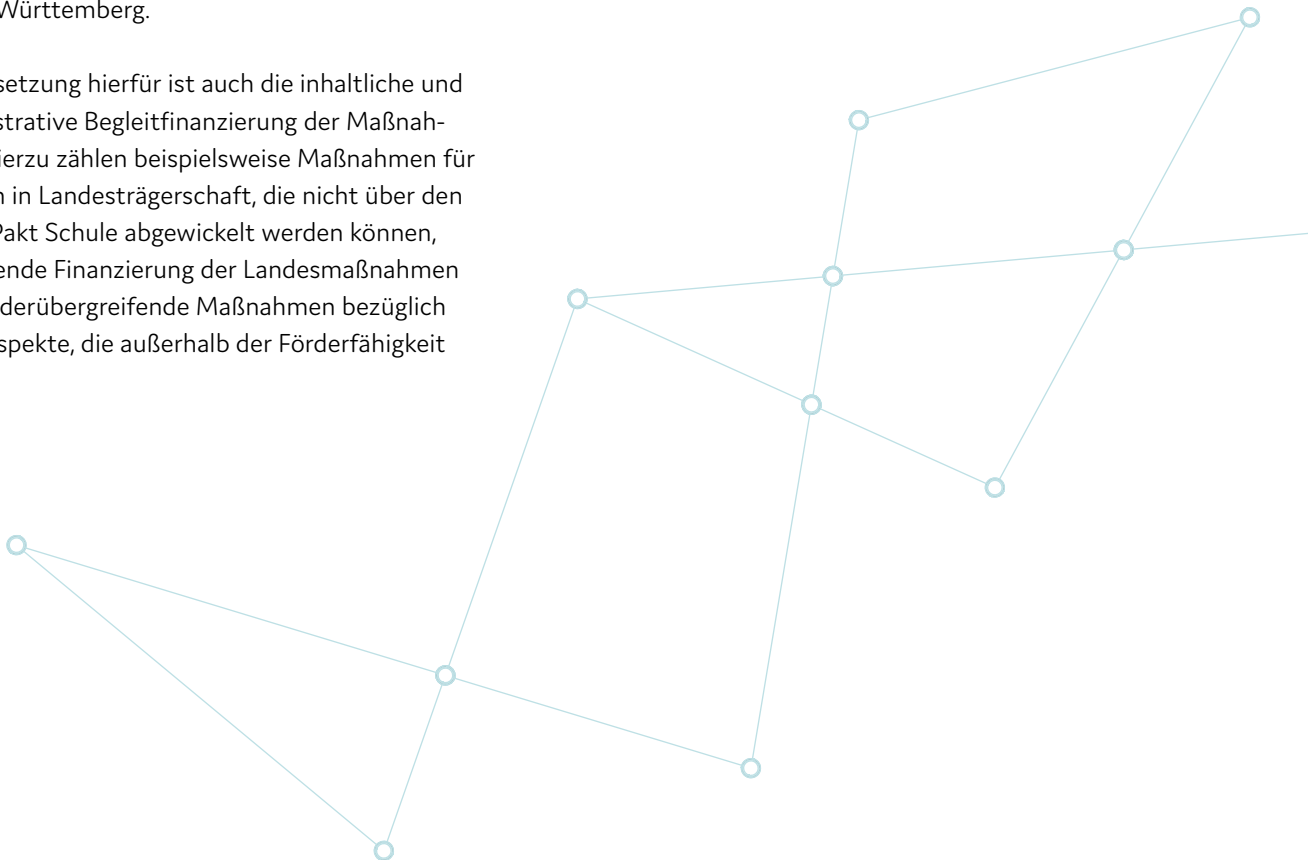 Württemberg.
setzung hierfür ist auch die inhaltliche und
strative Begleitfinanzierung der Maßnah-
ierzu zählen beispielsweise Maßnahmen für
n in Landesträgerschaft, die nicht über den
Pakt Schule abgewickelt werden können,
ende Finanzierung der Landesmaßnahmen
derübergreifende Maßnahmen bezüglich
spekte, die außerhalb der Förderfähigkeit